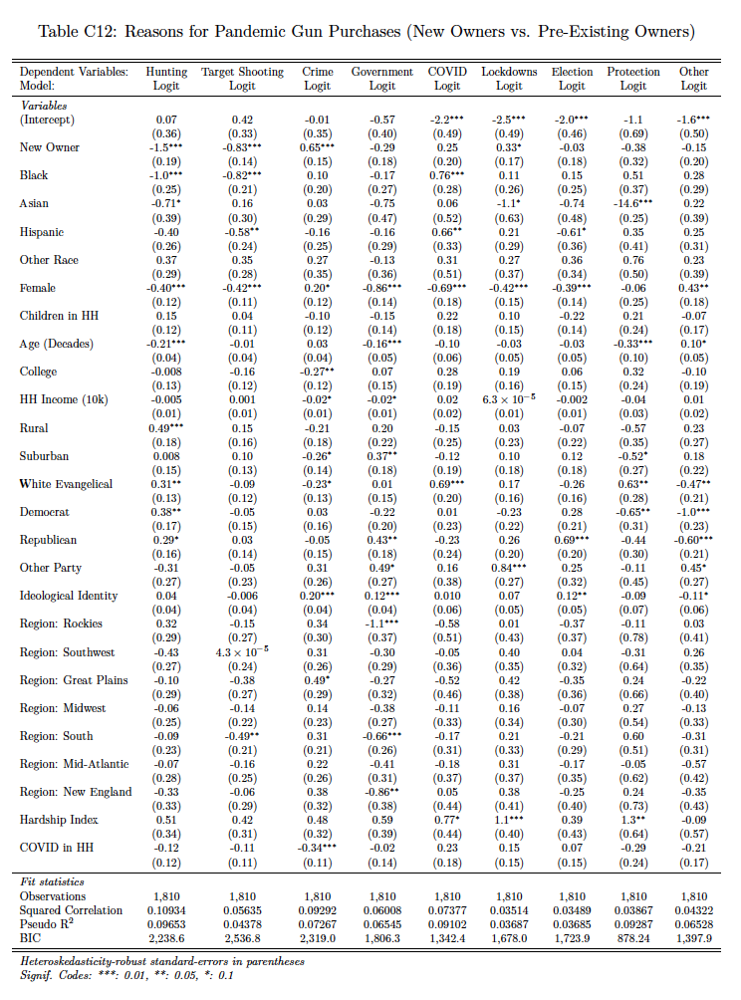 Table C12: Reasons for Pandemic Gun Purchases (New Owners vs. Pre-Existing Owners)
Dependent Variables: Hunting Target Shooting Crime Government COVID Lockdowns Election Protection Other
Model: Logit Logit Logit Logit Logit Logit Logit Logit Logit
Variables
(Intercept) 0.07 0.42 -0.01 -0.57 -2.2*** -2.5*** -2.0*** -1.1 -1.6***
(0.36) (0.33) (0.35) (0.40) (0.49) (0.49) (0.46) (0.69) (0.50)
New Owner -1.5*** -0.83*** 0.65*** -0.29 0.25 0.33* -0.03 -0.38 -0.15
(0.19) (0.14) (0.15) (0.18) (0.20) (0.17) (0.18) (0.32) (0.20)
Black -1.0*** -0.82*** 0.10 -0.17 0.76*** 0.11 0.15 0.51 0.28
(0.25) (0.21) (0.20) (0.27) (0.28) (0.26) (0.25) (0.37) (0.29)
Asian -0.71* 0.16 0.03 -0.75 0.06 -1.1* -0.74 -14.6*** 0.22
(0.39) (0.30) (0.29) (0.47) (0.52) (0.63) (0.48) (0.25) (0.39)
Hispanic -0.40 -0.58** -0.16 -0.16 0.66** 0.21 -0.61* 0.35 0.25
(0.26) (0.24) (0.25) (0.29) (0.33) (0.29) (0.36) (0.41) (0.31)
Other Race 0.37 0.35 0.27 -0.13 0.31 0.27 0.36 0.76 0.23
(0.29) (0.28) (0.35) (0.36) (0.51) (0.37) (0.34) (0.50) (0.39)
Female -0.40*** -0.42*** 0.20* -0.86*** -0.69*** -0.42*** -0.39*** -0.06 0.43**
(0.12) (0.11) (0.12) (0.14) (0.18) (0.15) (0.14) (0.25) (0.18)
Children in HH 0.15 0.04 -0.10 -0.15 0.22 0.10 -0.22 0.21 -0.07
(0.12) (0.11) (0.12) (0.14) (0.18) (0.15) (0.14) (0.24) (0.17)
Age (Decades) -0.21*** -0.01 0.03 -0.16*** -0.10 -0.03 -0.03 -0.33*** 0.10*
(0.04) (0.04) (0.04) (0.05) (0.06) (0.05) (0.05) (0.10) (0.05)
College -0.008 -0.16 -0.27** 0.07 0.28 0.19 0.06 0.32 -0.10
(0.13) (0.12) (0.12) (0.15) (0.19) (0.16) (0.15) (0.24) (0.19)
HH Income (10k) -0.005 0.001 -0.02* -0.02* 0.02 6.3 × 10⁻⁵ -0.002 -0.04 0.01
(0.01) (0.01) (0.01) (0.01) (0.02) (0.01) (0.01) (0.03) (0.02)
Rural 0.49*** 0.15 -0.21 0.20 -0.15 0.03 -0.07 -0.57 0.23
(0.18) (0.16) (0.18) (0.22) (0.25) (0.23) (0.22) (0.35) (0.27)
Suburban 0.008 0.10 -0.26* 0.37** -0.12 0.10 0.12 -0.52* 0.18
(0.15) (0.13) (0.14) (0.18) (0.19) (0.18) (0.18) (0.27) (0.22)
White Evangelical 0.31** -0.09 -0.23* 0.01 0.69*** 0.17 -0.26 0.63** -0.47**
(0.13) (0.12) (0.13) (0.15) (0.20) (0.16) (0.16) (0.28) (0.21)
Democrat 0.38** -0.05 0.03 -0.22 0.01 -0.23 0.28 -0.65** -1.0***
(0.17) (0.15) (0.16) (0.20) (0.23) (0.22) (0.21) (0.31) (0.23)
Republican 0.29* 0.03 -0.05 0.43** -0.23 0.26 0.69*** -0.44 -0.60***
(0.16) (0.14) (0.15) (0.18) (0.24) (0.20) (0.20) (0.30) (0.21)
Other Party -0.31 -0.05 0.31 0.49* 0.16 0.84*** 0.25 -0.11 0.45*
(0.27) (0.23) (0.26) (0.27) (0.38) (0.27) (0.32) (0.45) (0.27)
Ideological Identity 0.04 -0.006 0.20*** 0.12*** 0.010 0.07 0.12** -0.09 -0.11*
(0.04) (0.04) (0.04) (0.04) (0.06) (0.05) (0.05) (0.07) (0.06)
Region: Rockies 0.32 -0.15 0.34 -1.1*** -0.58 0.01 -0.37 -0.11 0.03
(0.29) (0.27) (0.30) (0.37) (0.51) (0.43) (0.37) (0.78) (0.41)
Region: Southwest -0.43 4.3 × 10⁻⁵ 0.31 -0.30 -0.05 0.40 0.04 -0.31 0.26
(0.27) (0.24) (0.26) (0.29) (0.36) (0.35) (0.32) (0.64) (0.35)
Region: Great Plains -0.10 -0.38 0.49* -0.27 -0.52 0.42 -0.35 0.24 -0.22
(0.29) (0.27) (0.29) (0.32) (0.46) (0.38) (0.36) (0.66) (0.40)
Region: Midwest -0.06 -0.14 0.14 -0.38 -0.11 0.16 -0.07 0.27 -0.13
(0.25) (0.22) (0.23) (0.27) (0.33) (0.34) (0.30) (0.54) (0.33)
Region: South -0.09 -0.49** 0.31 -0.66*** -0.17 0.21 -0.21 0.60 -0.31
(0.23) (0.21) (0.21) (0.26) (0.31) (0.33) (0.29) (0.51) (0.31)
Region: Mid-Atlantic -0.07 -0.16 0.22 -0.41 -0.18 0.31 -0.17 -0.05 -0.57
(0.28) (0.25) (0.26) (0.31) (0.37) (0.37) (0.35) (0.62) (0.42)
Region: New England -0.33 -0.06 0.38 -0.86** 0.05 0.38 -0.25 0.24 -0.35
(0.33) (0.29) (0.32) (0.38) (0.44) (0.41) (0.40) (0.73) (0.43)
Hardship Index 0.51 0.42 0.48 0.59 0.77* 1.1*** 0.39 1.3** -0.09
(0.34) (0.31) (0.32) (0.39) (0.44) (0.40) (0.43) (0.64) (0.57)
COVID in HH -0.12 -0.11 -0.34*** -0.02 0.23 0.15 0.07 -0.29 -0.21
(0.12) (0.11) (0.11) (0.14) (0.18) (0.15) (0.15) (0.24) (0.17)
Fit statistics
Observations 1,810 1,810 1,810 1,810 1,810 1,810 1,810 1,810 1,810
Squared Correlation 0.10934 0.05635 0.09292 0.06008 0.07377 0.03514 0.03489 0.03867 0.04322
Pseudo R² 0.09653 0.04378 0.07267 0.06545 0.09102 0.03687 0.03685 0.09287 0.06528
BIC 2,238.6 2,536.8 2,319.0 1,806.3 1,342.4 1,678.0 1,723.9 878.24 1,397.9
Heteroskedasticity-robust standard-errors in parentheses
Signif. Codes: ***: 0.01, **: 0.05, *: 0.1